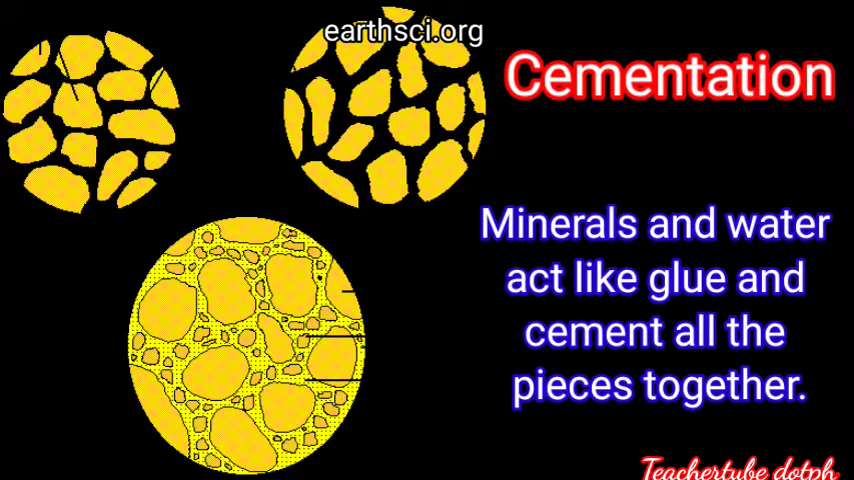 earthsci.org
Cementation
Minerals and water
act like glue and
cement all the
pieces together.
Teachertube dotph